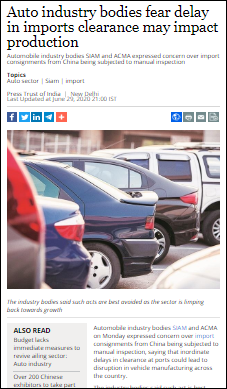 Auto industry bodies fear delay
in imports clearance may impact
production
Automobile industry bodies SIAM and ACMA expressed concern over import
consignments from China being subjected to manual inspection
Topics
Auto sector | Siam | import
Press Trust of India | New Delhi
Last Updated at June 29, 2020 21:00 IST
The industry bodies said such acts are best avoided as the sector is limping
back towards growth
ALSO READ
Budget lacks
immediate measures to
revive ailing sector:
Auto industry
Over 200 Chinese
exhibitors to take part
Automobile industry bodies SIAM and ACMA
on Monday expressed concern over import
consignments from China being subjected to
manual inspection, saying that inordinate
delays in clearance at ports could lead to
disruption in vehicle manufacturing across
the country.